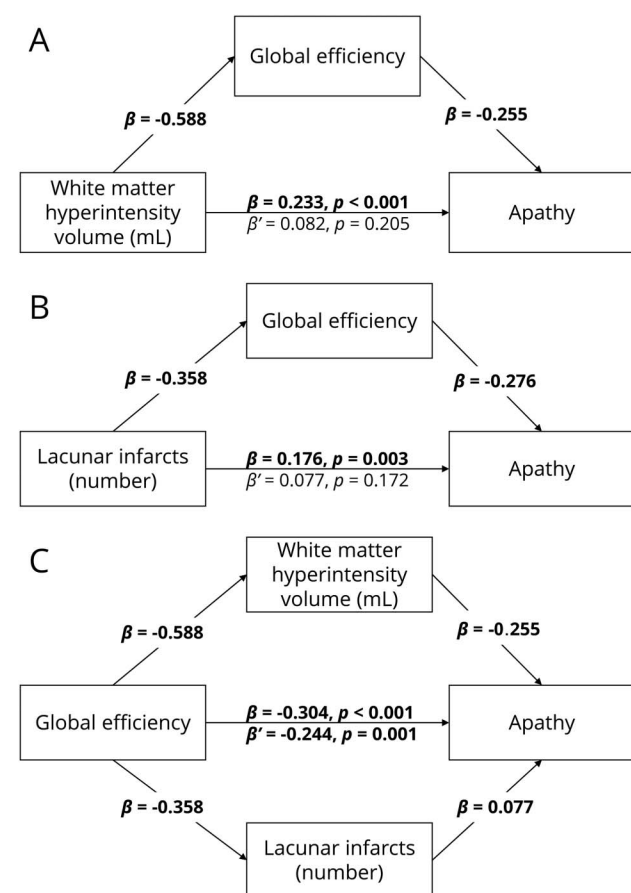 A
Global efficiency
β = -0.588
β = -0.255
White matter
hyperintensity
volume (mL)
β = 0.233, p < 0.001
β′ = 0.082, p = 0.205
Apathy
B
Global efficiency
β = -0.358
β = -0.276
Lacunar infarcts
(number)
β = 0.176, p = 0.003
β′ = 0.077, p = 0.172
Apathy
C
White matter
hyperintensity
volume (mL)
β = -0.588
β = -0.255
Global efficiency
β = -0.304, p < 0.001
β′ = -0.244, p = 0.001
Apathy
β = -0.358
β = 0.077
Lacunar infarcts
(number)